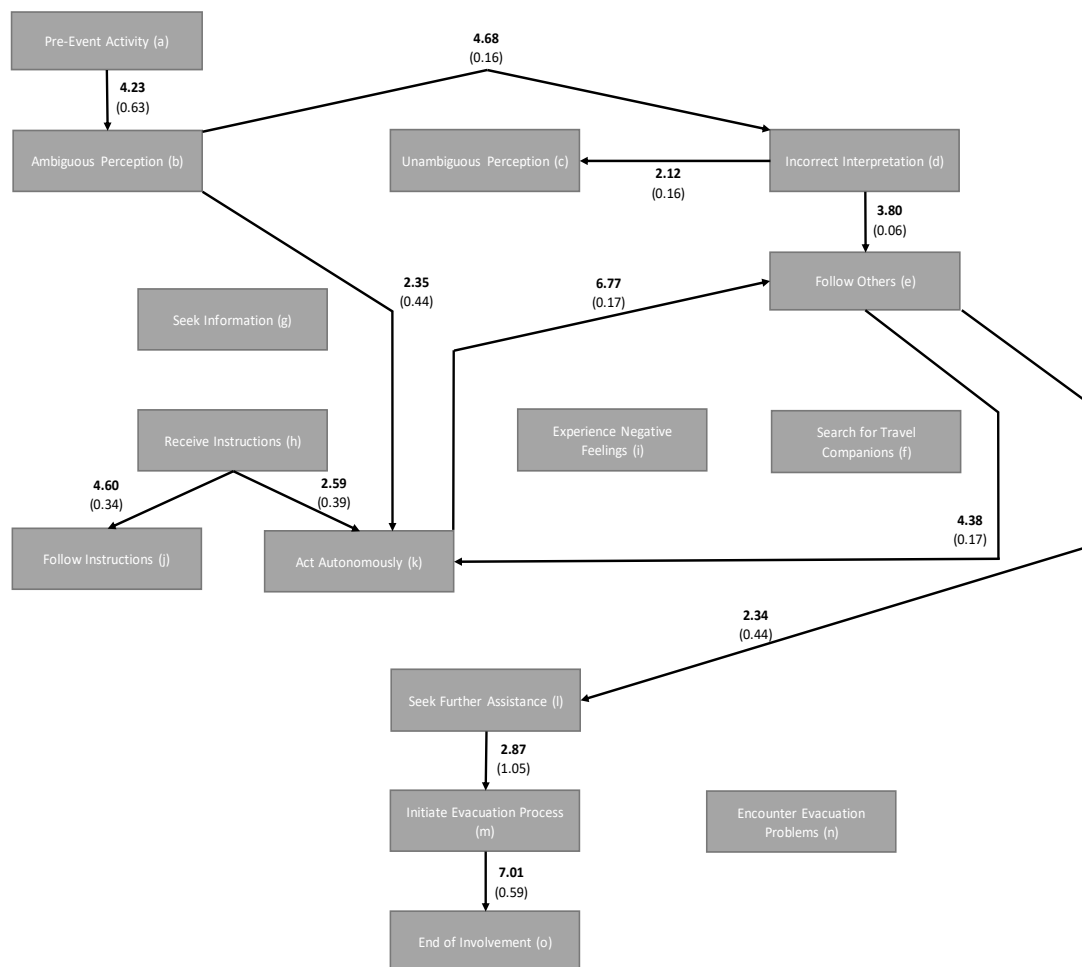 Pre-Event Activity (a)
4.68
(0.16)
4.23
(0.63)
Ambiguous Perception (b)
Unambiguous Perception (c)
Incorrect Interpretation (d)
2.12
(0.16)
3.80
(0.06)
Follow Others (e)
2.35
(0.44)
6.77
(0.17)
Seek Information (g)
Receive Instructions (h)
Experience Negative
Feelings (i)
Search for Travel
Companions (f)
4.60
(0.34)
2.59
(0.39)
4.38
(0.17)
Follow Instructions (j)
Act Autonomously (k)
2.34
(0.44)
Seek Further Assistance (l)
2.87
(1.05)
Initiate Evacuation Process
(m)
Encounter Evacuation
Problems (n)
7.01
(0.59)
End of Involvement (o)